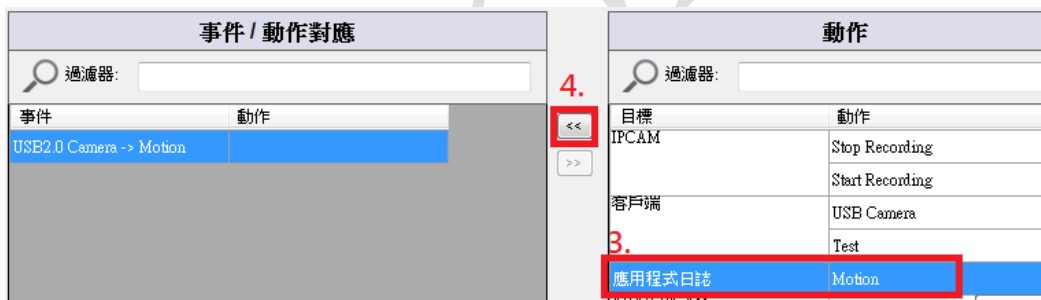 事件 / 動作對應
過濾器:
事件 動作
USB2.0 Camera -> Motion
4.
<<
>>
動作
過濾器:
目標 動作
IPCAM Stop Recording
Start Recording
客戶端 USB Camera
Test
3.
應用程式日誌 Motion